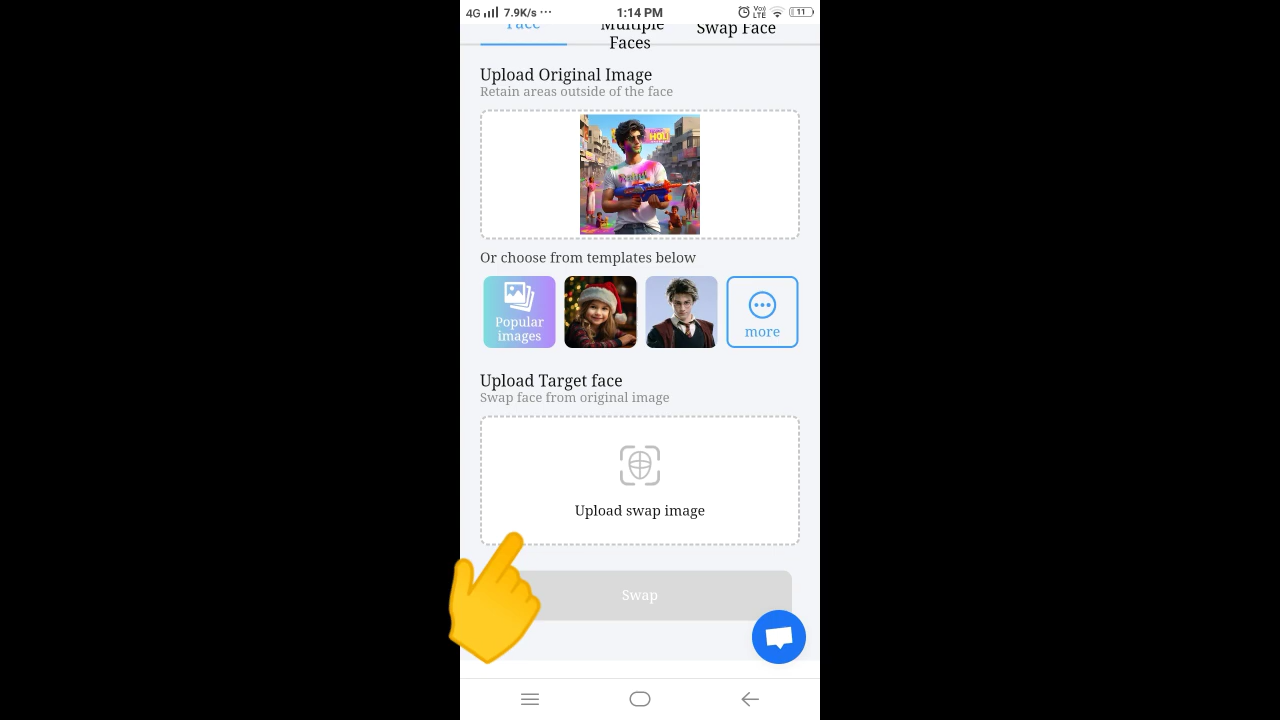 4G 7.9K/s ... 1:14 PM Vo) LTE 11
Face
Multiple
Faces
Swap Face
Upload Original Image
Retain areas outside of the face
HOLI
Rahul
Or choose from templates below
Popular
images
more
Upload Target face
Swap face from original image
Upload swap image
Swap